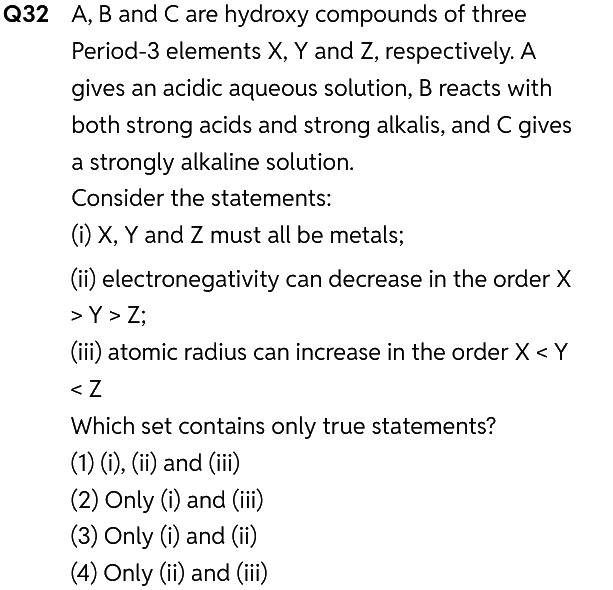 Q32 A, B and C are hydroxy compounds of three
Period-3 elements X, Y and Z, respectively. A
gives an acidic aqueous solution, B reacts with
both strong acids and strong alkalis, and C gives
a strongly alkaline solution.
Consider the statements:
(i) X, Y and Z must all be metals;
(ii) electronegativity can decrease in the order X
> Y > Z;
(iii) atomic radius can increase in the order X < Y
< Z
Which set contains only true statements?
(1) (i), (ii) and (iii)
(2) Only (i) and (iii)
(3) Only (i) and (ii)
(4) Only (ii) and (iii)